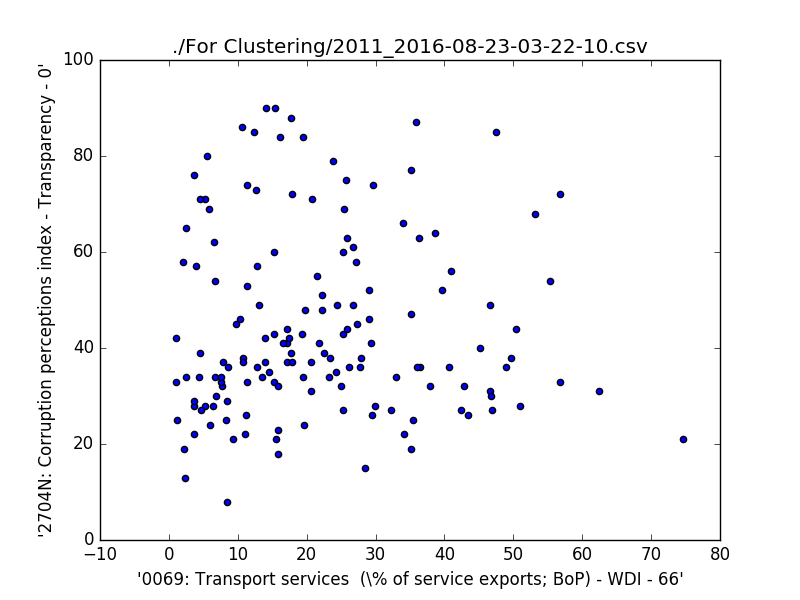 ./For Clustering/2011_2016-08-23-03-22-10.csv
100
80
60
40
20
0
'2704N: Corruption perceptions index - Transparency - 0'
−10 0 10 20 30 40 50 60 70 80
'0069: Transport services  (\% of service exports; BoP) - WDI - 66'